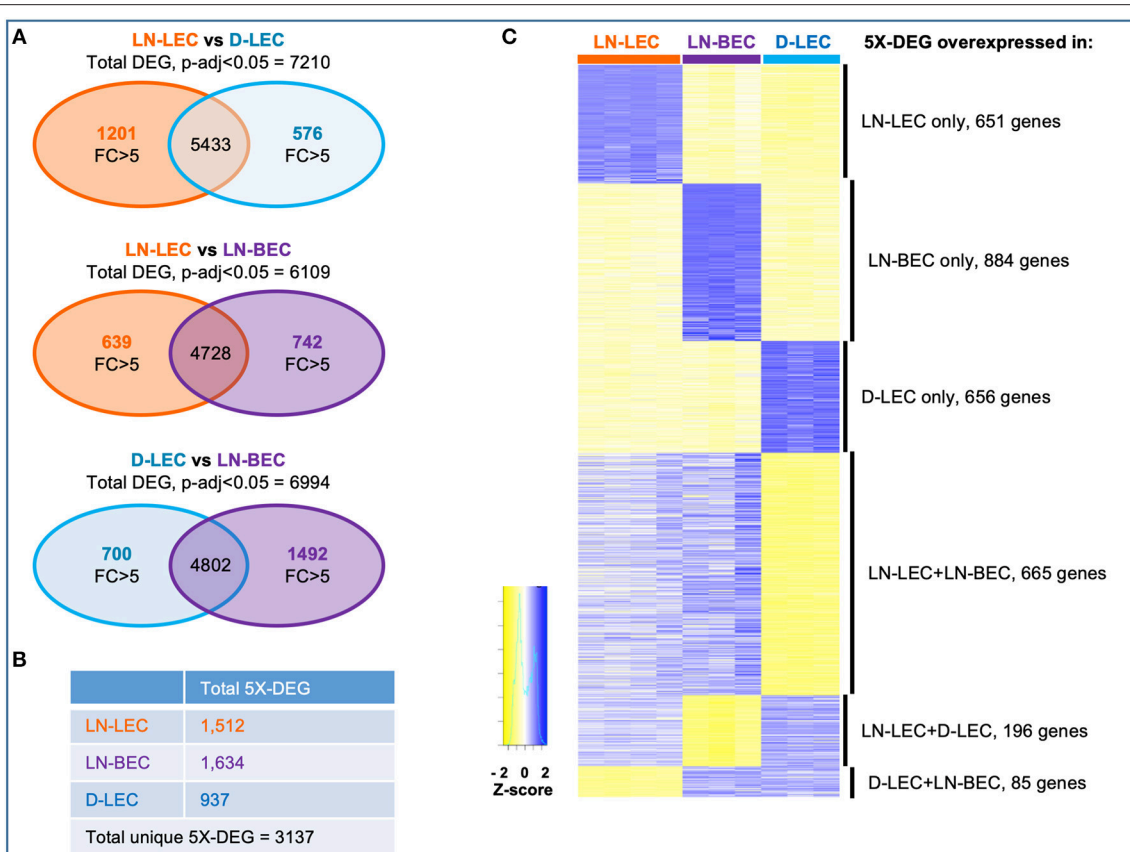 A
LN-LEC vs D-LEC
Total DEG, p-adj<0.05 = 7210
1201
FC>5
5433
576
FC>5
LN-LEC vs LN-BEC
Total DEG, p-adj<0.05 = 6109
639
FC>5
4728
742
FC>5
D-LEC vs LN-BEC
Total DEG, p-adj<0.05 = 6994
700
FC>5
4802
1492
FC>5
B
Total 5X-DEG
LN-LEC 1,512
LN-BEC 1,634
D-LEC 937
Total unique 5X-DEG = 3137
C
LN-LEC LN-BEC D-LEC 5X-DEG overexpressed in:
LN-LEC only, 651 genes
LN-BEC only, 884 genes
D-LEC only, 656 genes
LN-LEC+LN-BEC, 665 genes
LN-LEC+D-LEC, 196 genes
D-LEC+LN-BEC, 85 genes
- 2 0 2
Z-score